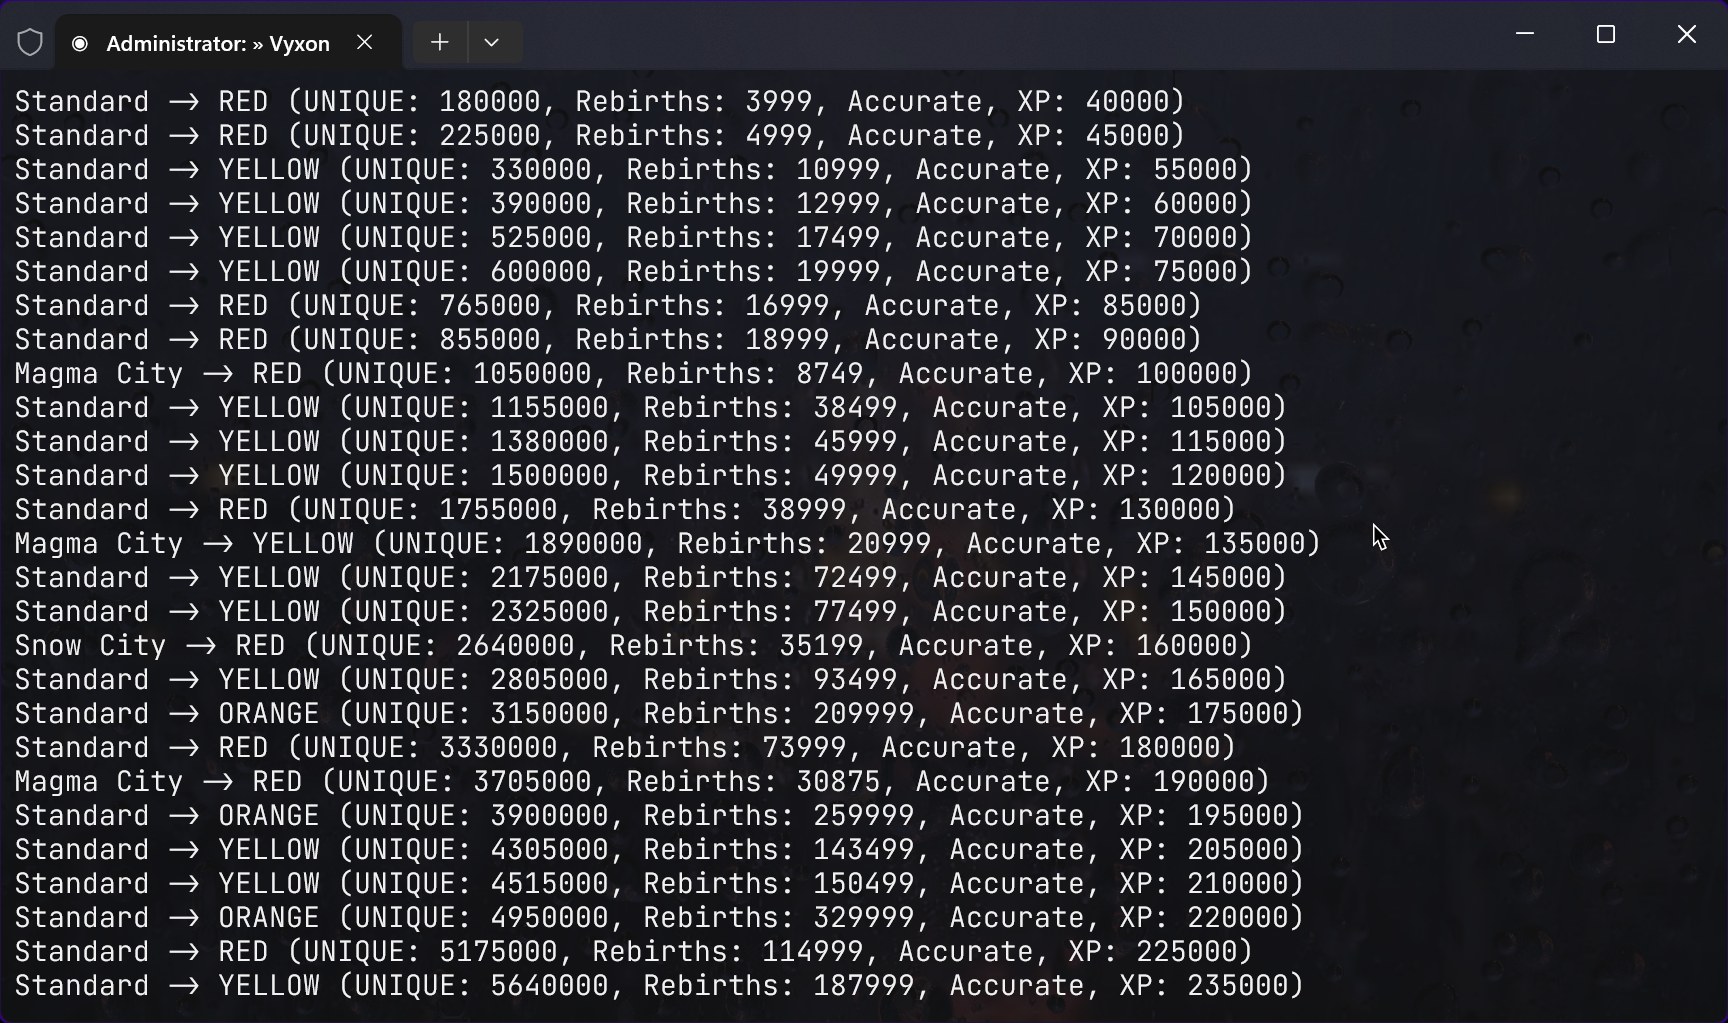 Administrator: » Vyxon
Standard -> RED (UNIQUE: 180000, Rebirths: 3999, Accurate, XP: 40000)
Standard -> RED (UNIQUE: 225000, Rebirths: 4999, Accurate, XP: 45000)
Standard -> YELLOW (UNIQUE: 330000, Rebirths: 10999, Accurate, XP: 55000)
Standard -> YELLOW (UNIQUE: 390000, Rebirths: 12999, Accurate, XP: 60000)
Standard -> YELLOW (UNIQUE: 525000, Rebirths: 17499, Accurate, XP: 70000)
Standard -> YELLOW (UNIQUE: 600000, Rebirths: 19999, Accurate, XP: 75000)
Standard -> RED (UNIQUE: 765000, Rebirths: 16999, Accurate, XP: 85000)
Standard -> RED (UNIQUE: 855000, Rebirths: 18999, Accurate, XP: 90000)
Magma City -> RED (UNIQUE: 1050000, Rebirths: 8749, Accurate, XP: 100000)
Standard -> YELLOW (UNIQUE: 1155000, Rebirths: 38499, Accurate, XP: 105000)
Standard -> YELLOW (UNIQUE: 1380000, Rebirths: 45999, Accurate, XP: 115000)
Standard -> YELLOW (UNIQUE: 1500000, Rebirths: 49999, Accurate, XP: 120000)
Standard -> RED (UNIQUE: 1755000, Rebirths: 38999, Accurate, XP: 130000)
Magma City -> YELLOW (UNIQUE: 1890000, Rebirths: 20999, Accurate, XP: 135000)
Standard -> YELLOW (UNIQUE: 2175000, Rebirths: 72499, Accurate, XP: 145000)
Standard -> YELLOW (UNIQUE: 2325000, Rebirths: 77499, Accurate, XP: 150000)
Snow City -> RED (UNIQUE: 2640000, Rebirths: 35199, Accurate, XP: 160000)
Standard -> YELLOW (UNIQUE: 2805000, Rebirths: 93499, Accurate, XP: 165000)
Standard -> ORANGE (UNIQUE: 3150000, Rebirths: 209999, Accurate, XP: 175000)
Standard -> RED (UNIQUE: 3330000, Rebirths: 73999, Accurate, XP: 180000)
Magma City -> RED (UNIQUE: 3705000, Rebirths: 30875, Accurate, XP: 190000)
Standard -> ORANGE (UNIQUE: 3900000, Rebirths: 259999, Accurate, XP: 195000)
Standard -> YELLOW (UNIQUE: 4305000, Rebirths: 143499, Accurate, XP: 205000)
Standard -> YELLOW (UNIQUE: 4515000, Rebirths: 150499, Accurate, XP: 210000)
Standard -> ORANGE (UNIQUE: 4950000, Rebirths: 329999, Accurate, XP: 220000)
Standard -> RED (UNIQUE: 5175000, Rebirths: 114999, Accurate, XP: 225000)
Standard -> YELLOW (UNIQUE: 5640000, Rebirths: 187999, Accurate, XP: 235000)